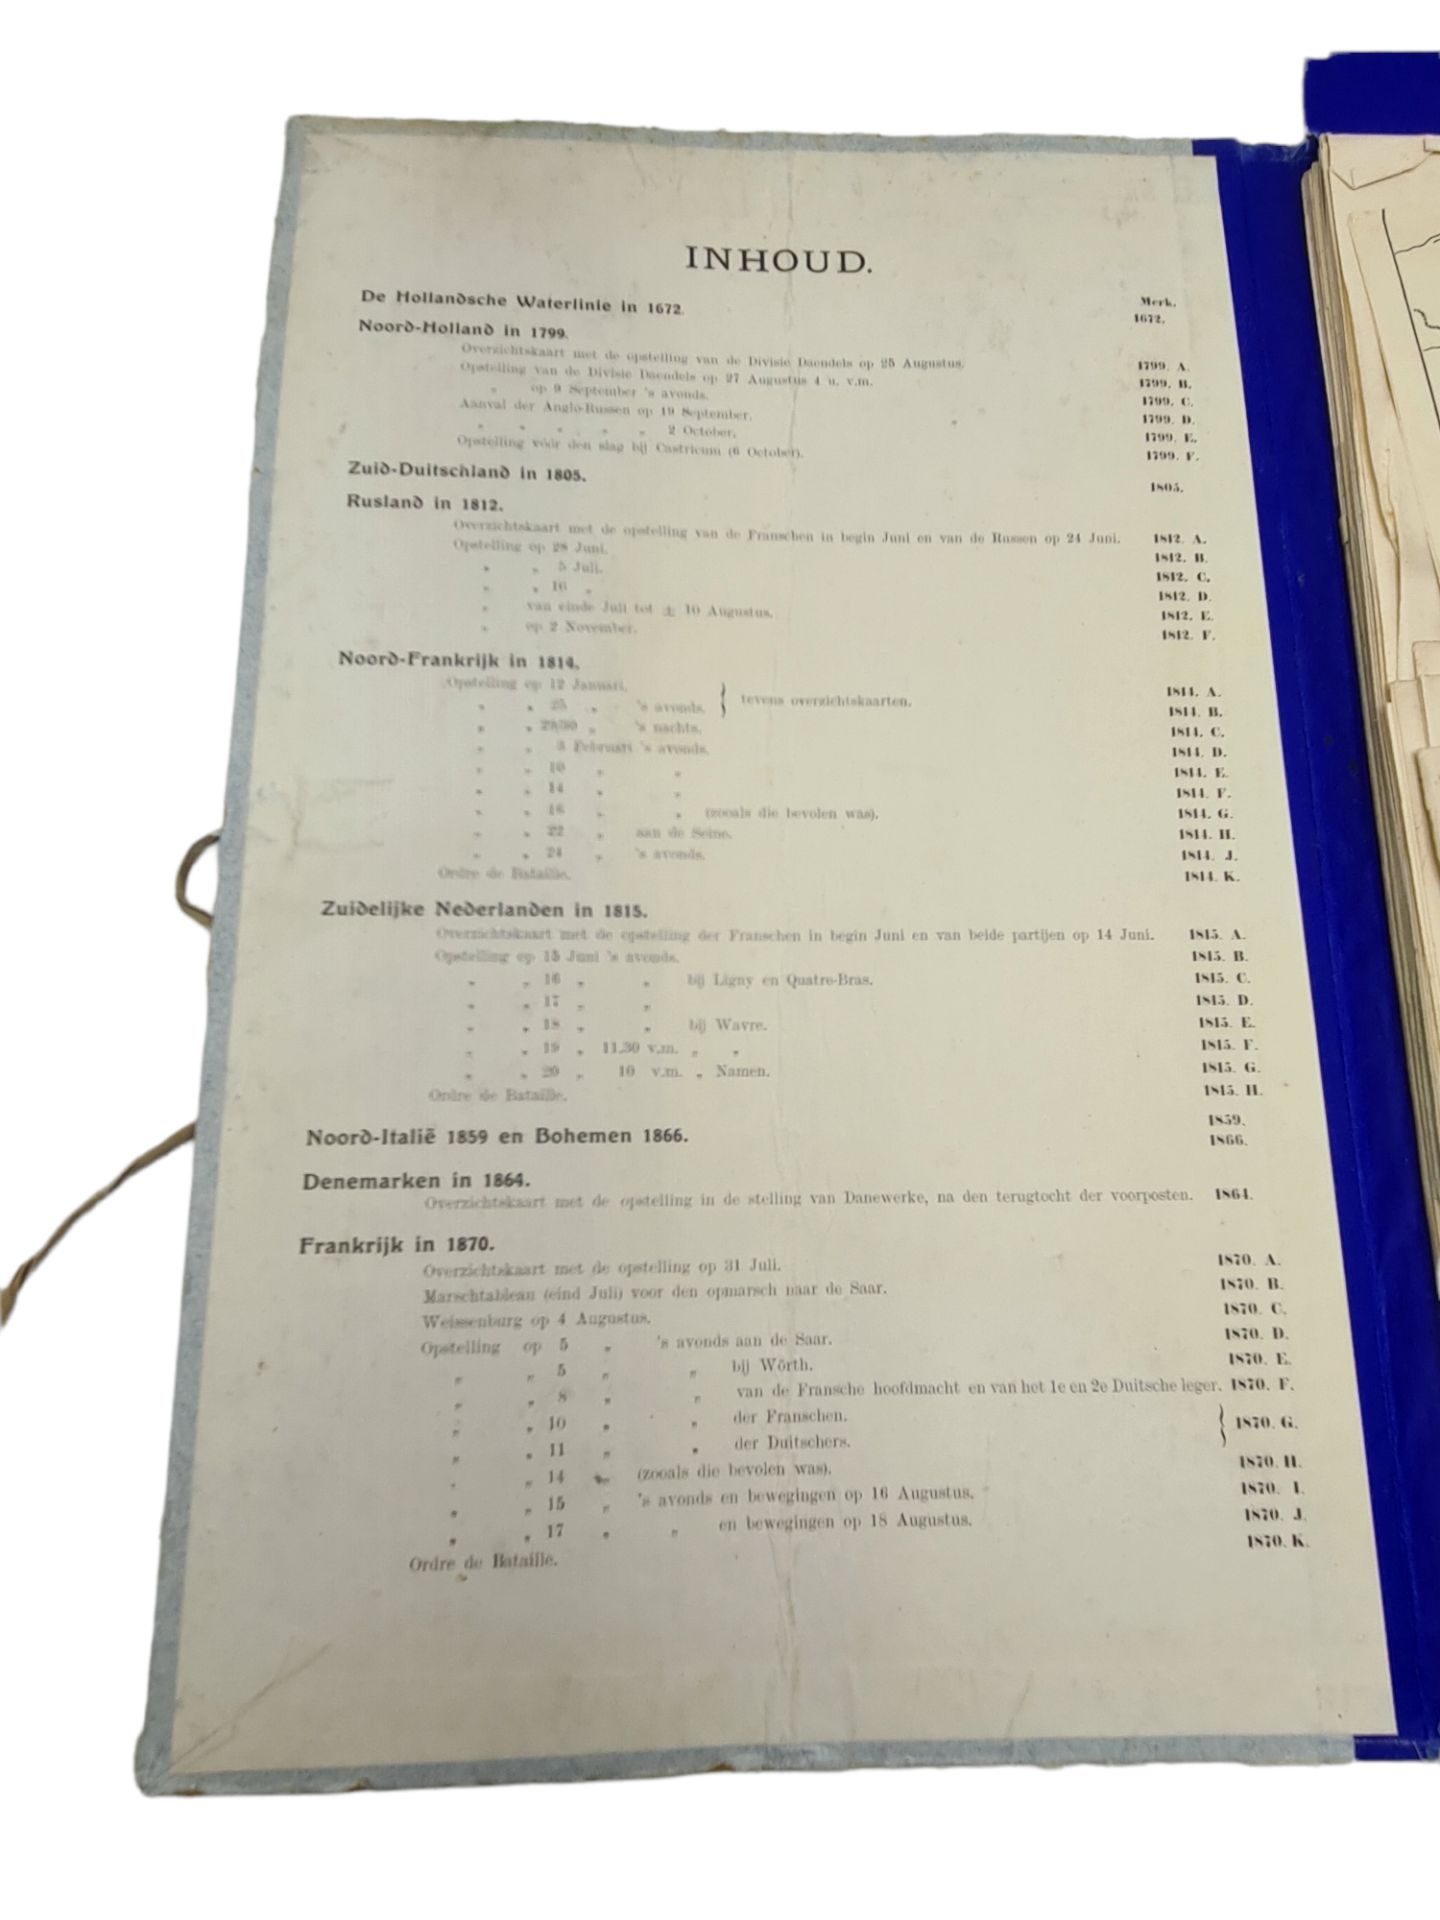 INHOUD.
Merk.
De Hollandsche Waterlinie in 1672. 1672.
Noord-Holland in 1799.
Overzichtskaart met de opstelling van de Divisie Daendels op 25 Augustus. 1799. A.
Opstelling van de Divisie Daendels op 27 Augustus 4 u. v.m. 1799. B.
„ op 9 September 's avonds. 1799. C.
Aanval der Anglo-Russen op 19 September. 1799. D.
„ „ „ „ „ 2 October. 1799. E.
Opstelling vóór den slag bij Castricum (6 October). 1799. F.
Zuid-Duitschland in 1805. 1805.
Rusland in 1812.
Overzichtskaart met de opstelling van de Franschen in begin Juni en van de Russen op 24 Juni. 1812. A.
Opstelling op 28 Juni. 1812. B.
„ „ 5 Juli. 1812. C.
„ „ 16 „ 1812. D.
„ van einde Juli tot ± 10 Augustus. 1812. E.
„ op 2 November. 1812. F.
Noord-Frankrijk in 1814.
Opstelling op 12 Januari. 1814. A.
„ „ 25 „ 's avonds. } tevens overzichtskaarten. 1814. B.
„ „ 29/30 „ 's nachts. 1814. C.
„ „ 3 Februari 's avonds. 1814. D.
„ „ 10 „ „ 1814. E.
„ „ 14 „ „ 1814. F.
„ „ 16 „ „ (zooals die bevolen was). 1814. G.
„ „ 22 „ aan de Seine. 1814. H.
„ „ 24 „ 's avonds. 1814. J.
Ordre de Bataille. 1814. K.
Zuidelijke Nederlanden in 1815.
Overzichtskaart met de opstelling der Franschen in begin Juni en van beide partijen op 14 Juni. 1815. A.
Opstelling op 15 Juni 's avonds. 1815. B.
„ „ 16 „ „ bij Ligny en Quatre-Bras. 1815. C.
„ „ 17 „ „ 1815. D.
„ „ 18 „ „ bij Wavre. 1815. E.
„ „ 19 „ 11.30 v.m. „ „ 1815. F.
„ „ 20 „ 10 v.m. „ Namen. 1815. G.
Ordre de Bataille. 1815. H.
1859.
Noord-Italië 1859 en Bohemen 1866. 1866.
Denemarken in 1864.
Overzichtskaart met de opstelling in de stelling van Danewerke, na den terugtocht der voorposten. 1864.
Frankrijk in 1870.
Overzichtskaart met de opstelling op 31 Juli. 1870. A.
Marschtableau (eind Juli) voor den opmarsch naar de Saar. 1870. B.
Weissenburg op 4 Augustus. 1870. C.
Opstelling op 5 „ 's avonds aan de Saar. 1870. D.
„ „ 5 „ „ bij Wörth. 1870. E.
„ „ 8 „ „ van de Fransche hoofdmacht en van het 1e en 2e Duitsche leger. 1870. F.
„ „ 10 „ „ der Franschen.
„ „ 11 „ „ der Duitschers. } 1870. G.
„ „ 14 „ (zooals die bevolen was). 1870. H.
„ „ 15 „ 's avonds en bewegingen op 16 Augustus. 1870. I.
„ „ 17 „ „ en bewegingen op 18 Augustus. 1870. J.
Ordre de Bataille. 1870. K.